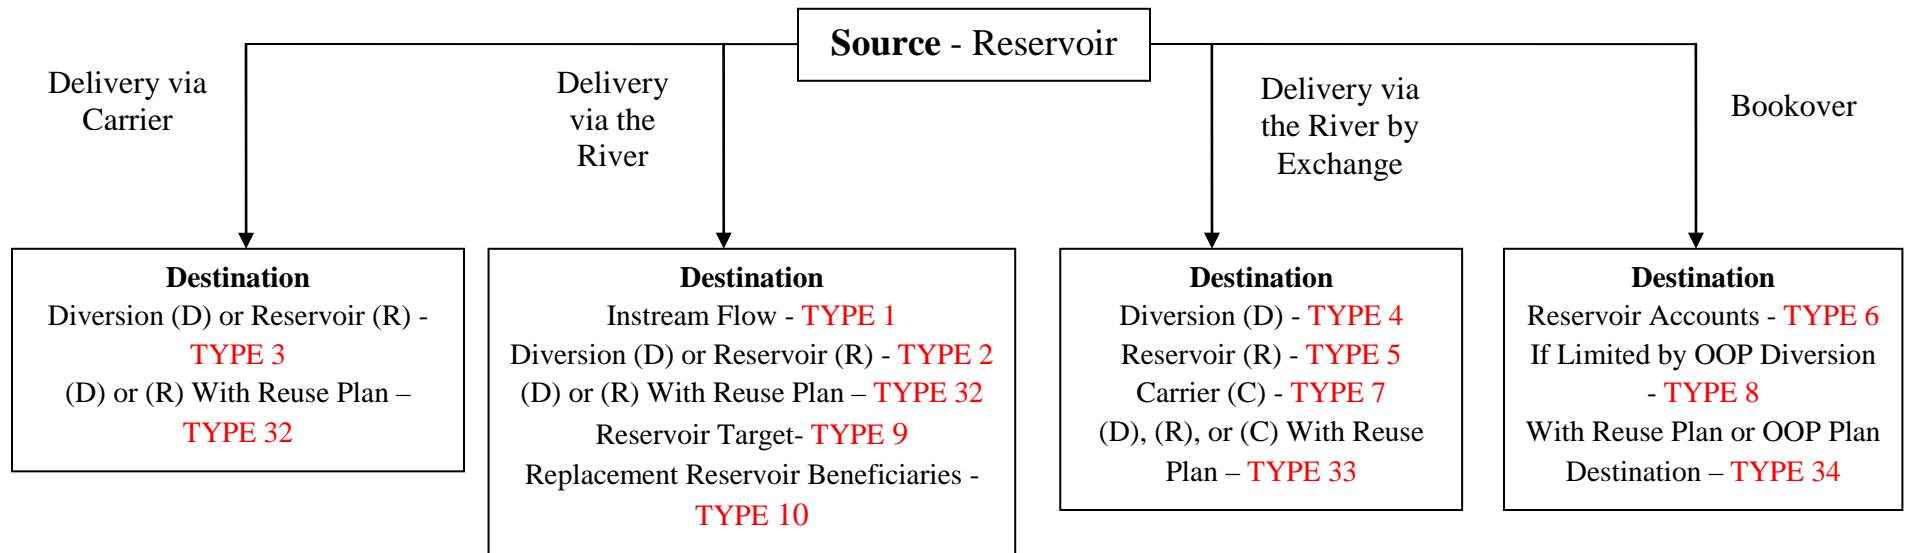 Source - Reservoir
Delivery via
Carrier
Delivery
via the
River
Delivery via
the River by
Exchange
Bookover
Destination
Diversion (D) or Reservoir (R) -
TYPE 3
(D) or (R) With Reuse Plan –
TYPE 32
Destination
Instream Flow - TYPE 1
Diversion (D) or Reservoir (R) - TYPE 2
(D) or (R) With Reuse Plan – TYPE 32
Reservoir Target- TYPE 9
Replacement Reservoir Beneficiaries -
TYPE 10
Destination
Diversion (D) - TYPE 4
Reservoir (R) - TYPE 5
Carrier (C) - TYPE 7
(D), (R), or (C) With Reuse
Plan – TYPE 33
Destination
Reservoir Accounts - TYPE 6
If Limited by OOP Diversion
- TYPE 8
With Reuse Plan or OOP Plan
Destination – TYPE 34